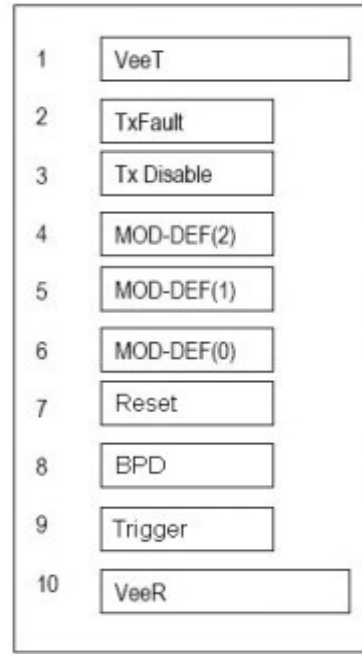 1 VeeT
2 TxFault
3 Tx Disable
4 MOD-DEF(2)
5 MOD-DEF(1)
6 MOD-DEF(0)
7 Reset
8 BPD
9 Trigger
10 VeeR